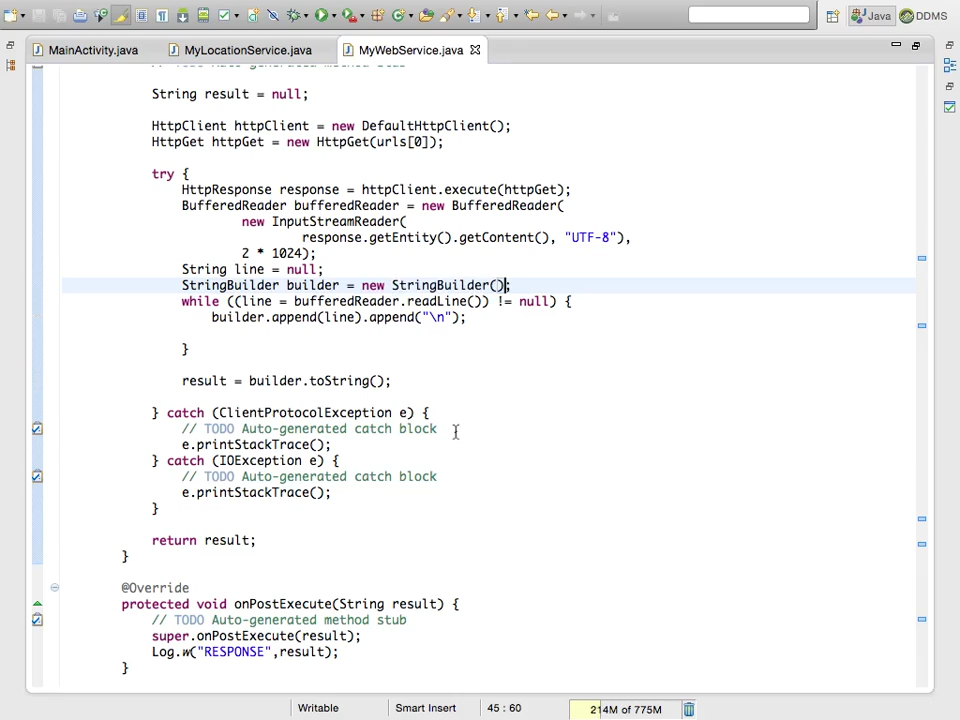 Java
DDMS
MainActivity.java
MyLocationService.java
MyWebService.java
// TODO Auto-generated method stub
String result = null;
HttpClient httpClient = new DefaultHttpClient();
HttpGet httpGet = new HttpGet(urls[0]);
try {
HttpResponse response = httpClient.execute(httpGet);
BufferedReader bufferedReader = new BufferedReader(
new InputStreamReader(
response.getEntity().getContent(), "UTF-8"),
2 * 1024);
String line = null;
StringBuilder builder = new StringBuilder();
while ((line = bufferedReader.readLine()) != null) {
builder.append(line).append("\n");
}
result = builder.toString();
} catch (ClientProtocolException e) {
// TODO Auto-generated catch block
e.printStackTrace();
} catch (IOException e) {
// TODO Auto-generated catch block
e.printStackTrace();
}
return result;
}
@Override
protected void onPostExecute(String result) {
// TODO Auto-generated method stub
super.onPostExecute(result);
Log.w("RESPONSE",result);
}
Writable
Smart Insert
45 : 60
214M of 775M